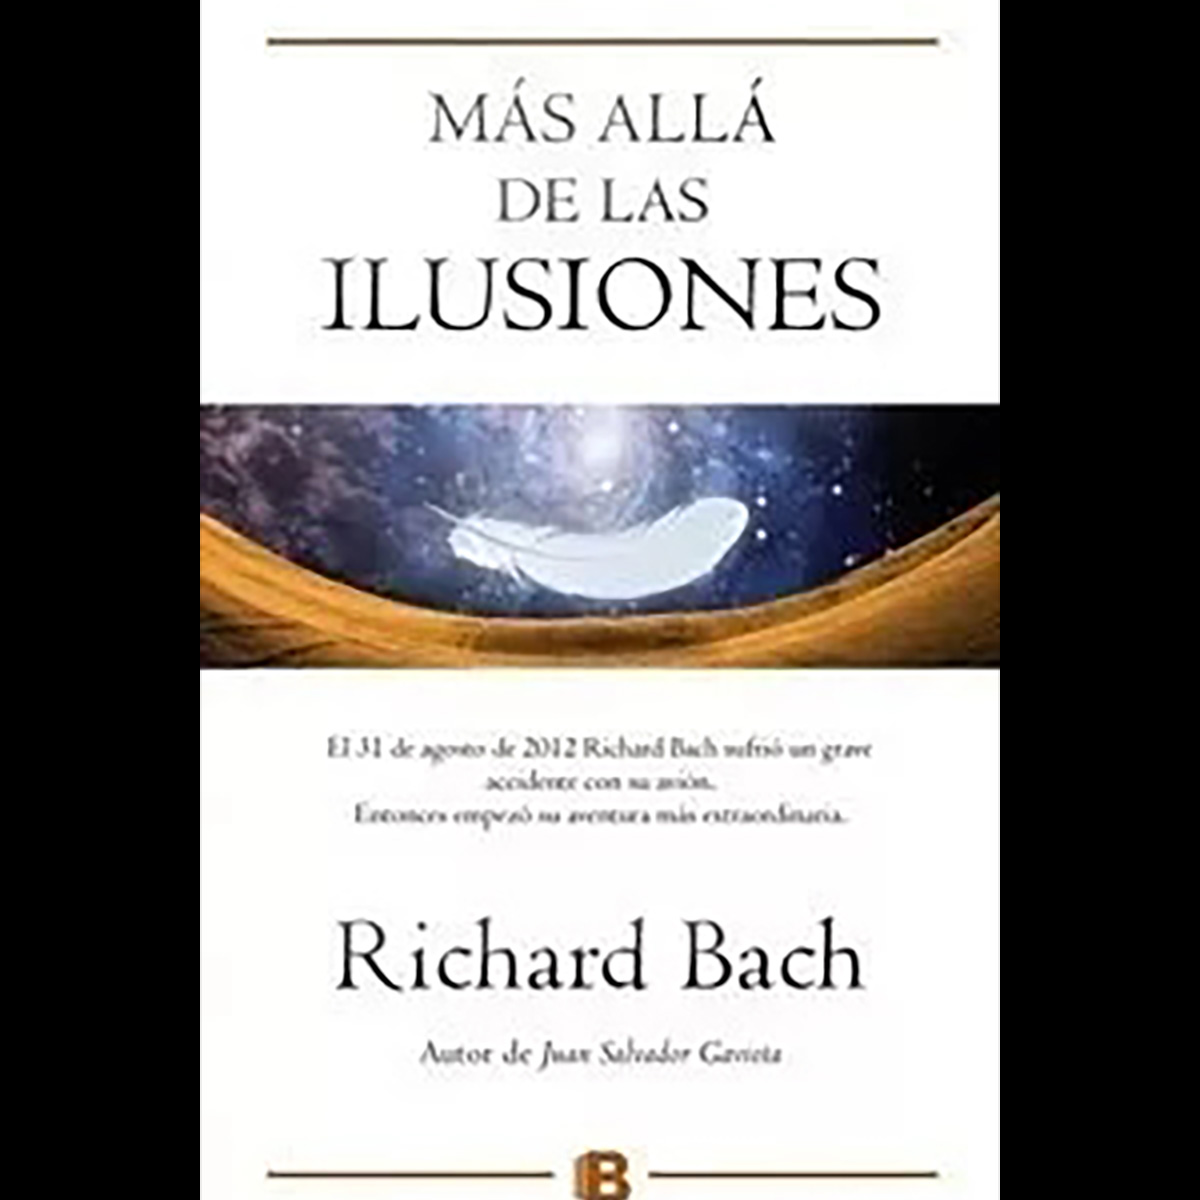 MÁS ALLÁ
DE LAS
ILUSIONES
El 31 de agosto de 2012 Richard Bach sufrió un grave
accidente con su avión.
Entonces empezó su aventura más extraordinaria.
Richard Bach
Autor de Juan Salvador Gaviota
B